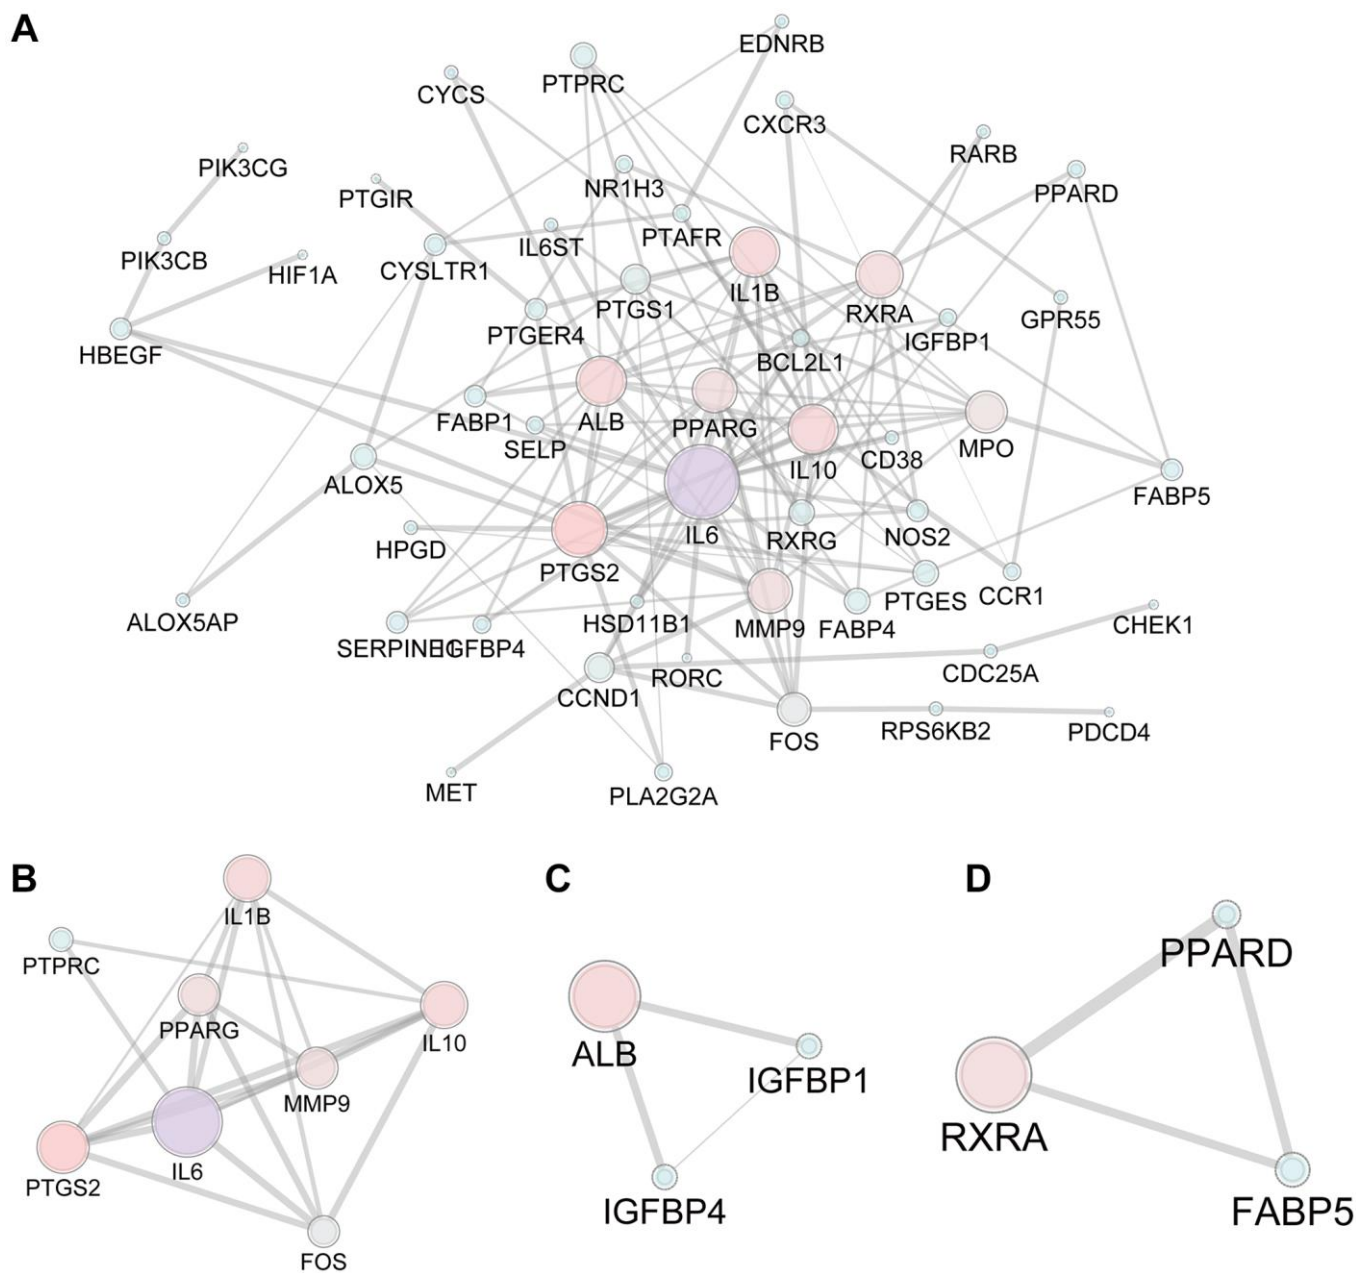 A
EDNRB
PTPRC
CYCS
CXCR3
RARB
PIK3CG
PTGIR
NR1H3
PPARD
PTAFR
IL6ST
PIK3CB
HIF1A
CYSLTR1
IL1B
PTGS1
RXRA
GPR55
PTGER4
IGFBP1
HBEGF
BCL2L1
FABP1
ALB
PPARG
SELP
IL10
CD38
MPO
ALOX5
FABP5
IL6
RXRG
NOS2
HPGD
PTGS2
PTGES
CCR1
ALOX5AP
HSD11B1
MMP9
FABP4
CHEK1
IGFBP4
RORC
CDC25A
CCND1
FOS
RPS6KB2
PDCD4
MET
PLA2G2A
B
IL1B
PTPRC
PPARG
IL10
MMP9
IL6
PTGS2
FOS
C
ALB
IGFBP1
IGFBP4
D
PPARD
RXRA
FABP5